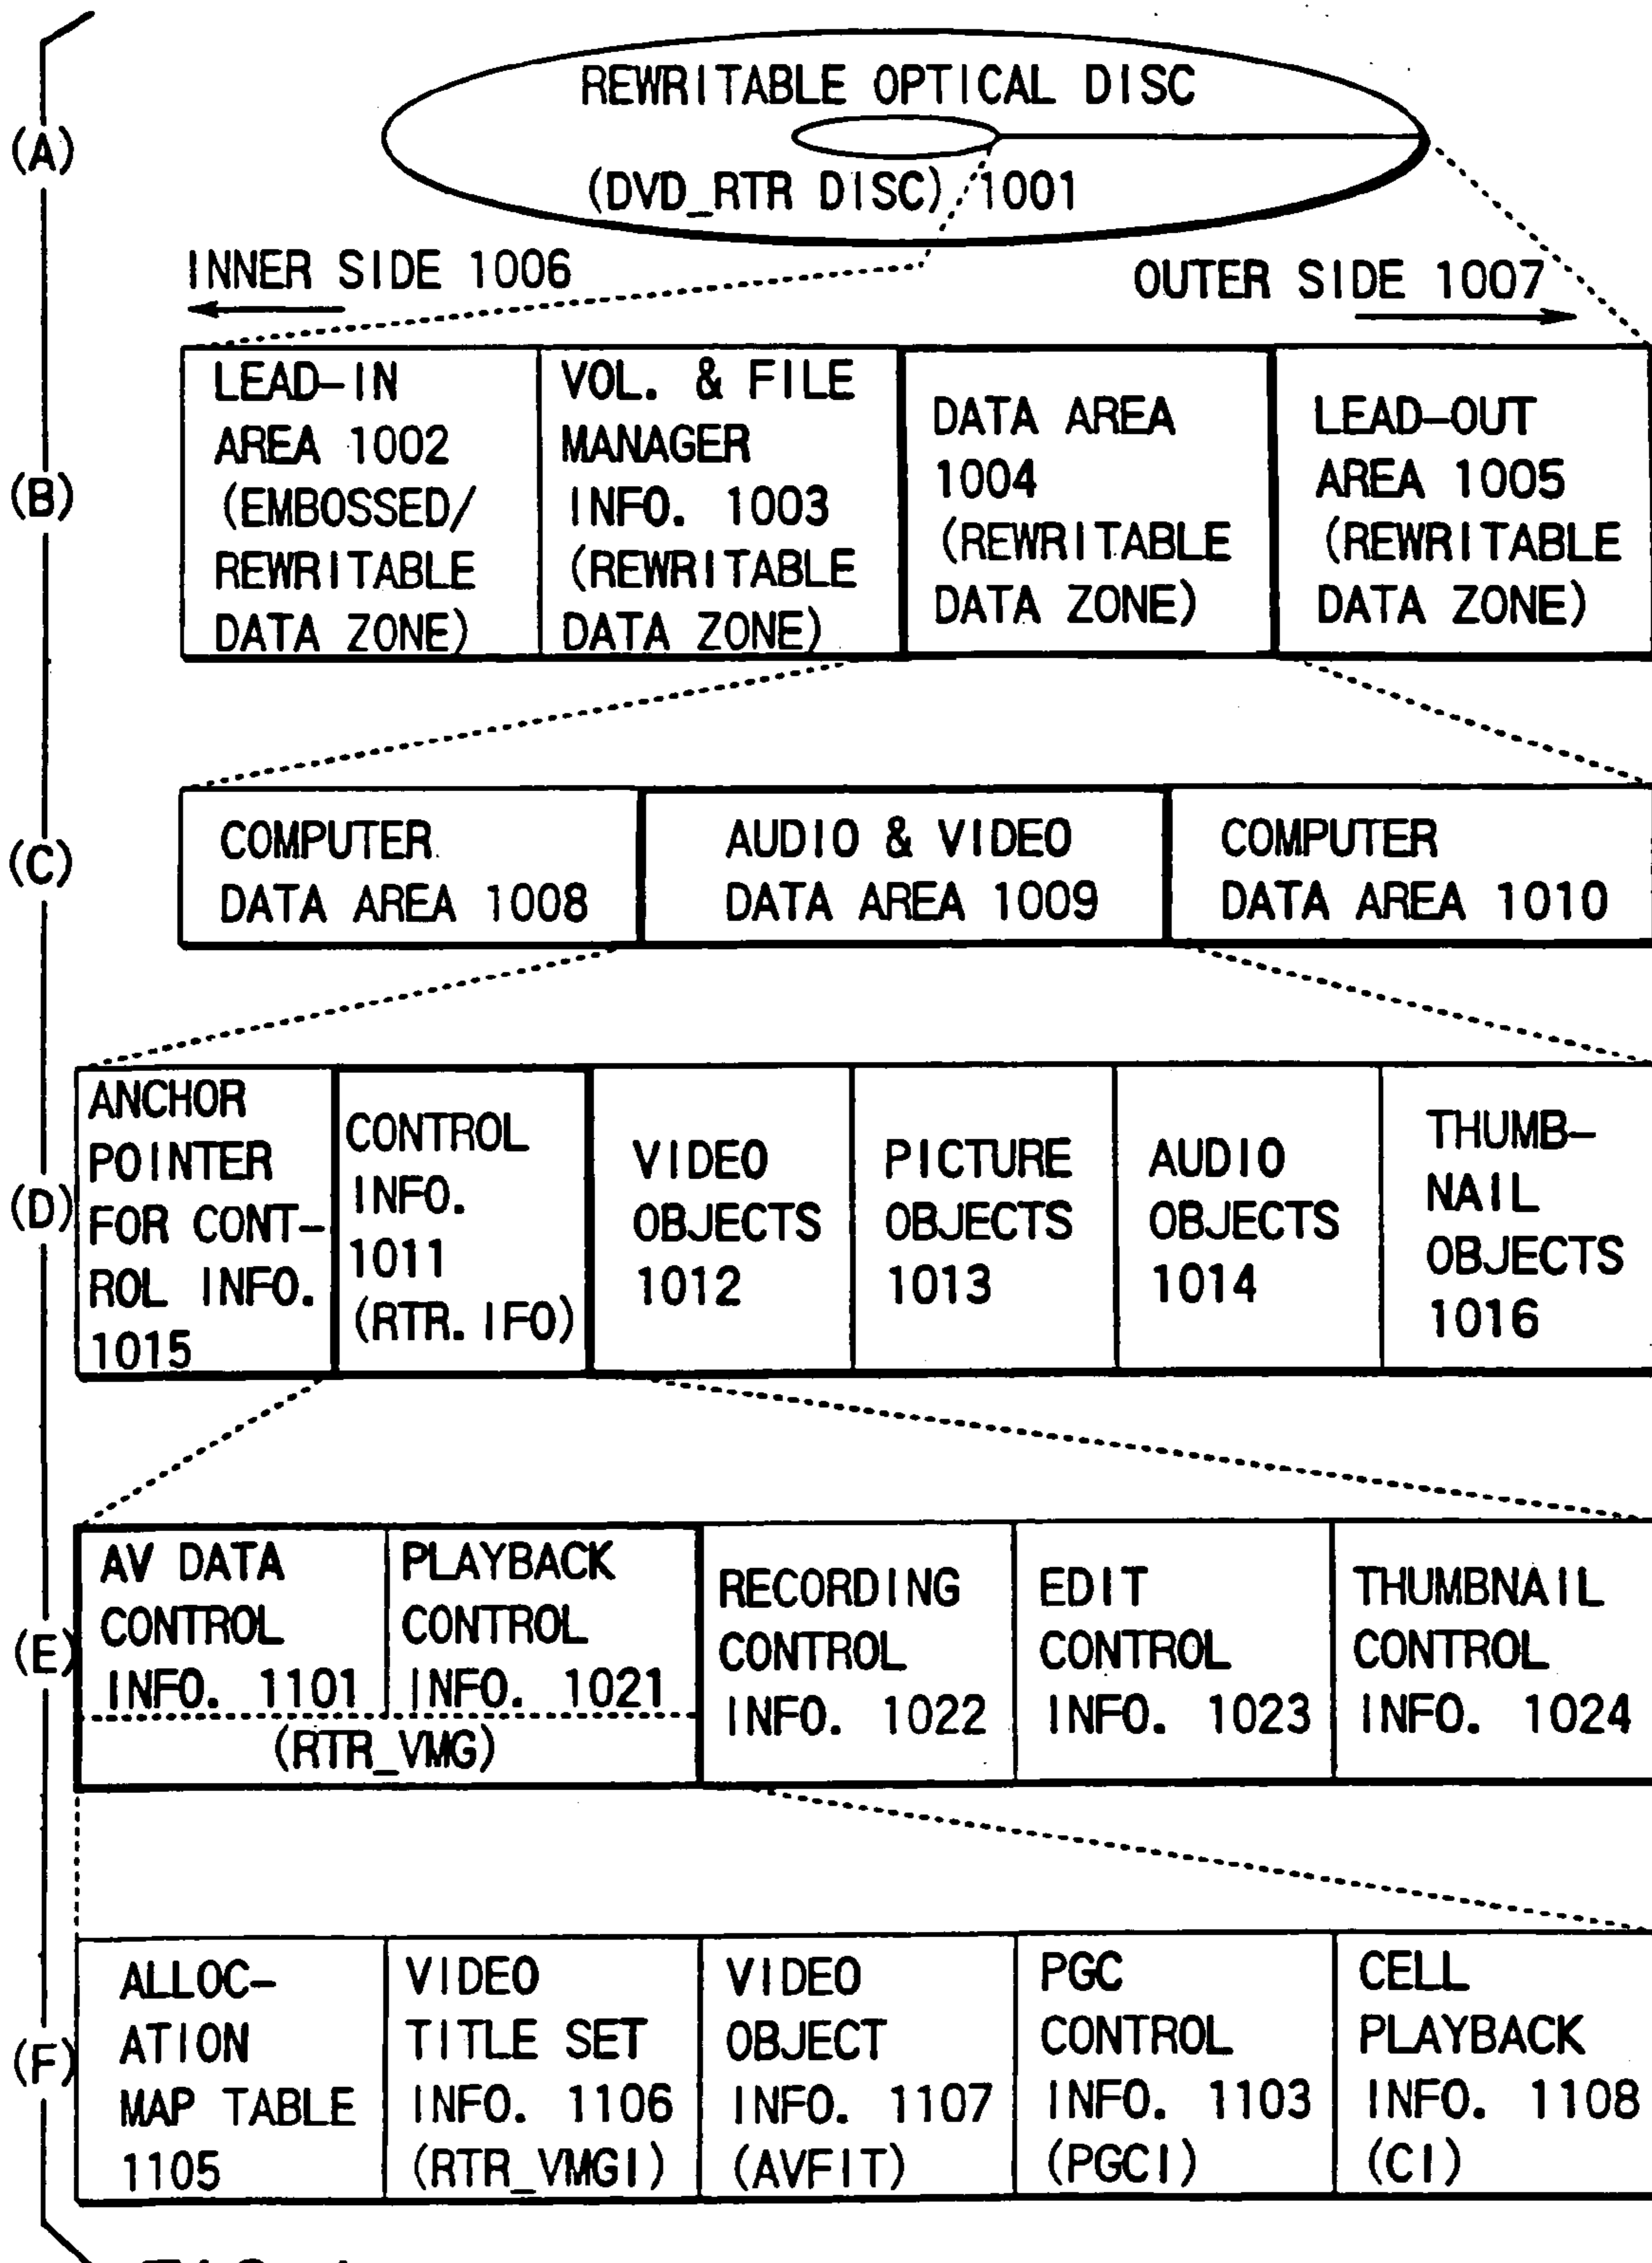 (A)
REWRITABLE OPTICAL DISC
(DVD_RTR DISC) 1001
INNER SIDE 1006
OUTER SIDE 1007
(B)
LEAD-IN
AREA 1002
(EMBOSSED/
REWRITABLE
DATA ZONE)
VOL. & FILE
MANAGER
INFO. 1003
(REWRITABLE
DATA ZONE)
DATA AREA
1004
(REWRITABLE
DATA ZONE)
LEAD-OUT
AREA 1005
(REWRITABLE
DATA ZONE)
(C)
COMPUTER
DATA AREA 1008
AUDIO & VIDEO
DATA AREA 1009
COMPUTER
DATA AREA 1010
(D)
ANCHOR
POINTER
FOR CONT-
ROL INFO.
1015
CONTROL
INFO.
1011
(RTR.IFO)
VIDEO
OBJECTS
1012
PICTURE
OBJECTS
1013
AUDIO
OBJECTS
1014
THUMB-
NAIL
OBJECTS
1016
(E)
AV DATA
CONTROL
INFO. 1101
PLAYBACK
CONTROL
INFO. 1021
(RTR_VMG)
RECORDING
CONTROL
INFO. 1022
EDIT
CONTROL
INFO. 1023
THUMBNAIL
CONTROL
INFO. 1024
(F)
ALLOC-
ATION
MAP TABLE
1105
VIDEO
TITLE SET
INFO. 1106
(RTR_VMGI)
VIDEO
OBJECT
INFO. 1107
(AVFIT)
PGC
CONTROL
INFO. 1103
(PGCI)
CELL
PLAYBACK
INFO. 1108
(CI)